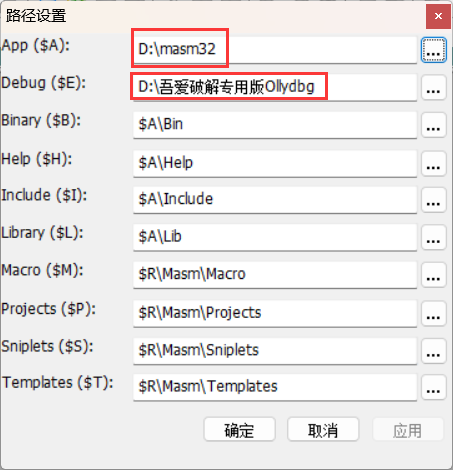 路径设置
App ($A): D:\masm32 ...
Debug ($E): D:\吾爱破解专用版Ollydbg ...
Binary ($B): $A\Bin ...
Help ($H): $A\Help ...
Include ($I): $A\Include ...
Library ($L): $A\Lib ...
Macro ($M): $R\Masm\Macro ...
Projects ($P): $R\Masm\Projects ...
Sniplets ($S): $R\Masm\Sniplets ...
Templates ($T): $R\Masm\Templates ...
确定 取消 应用